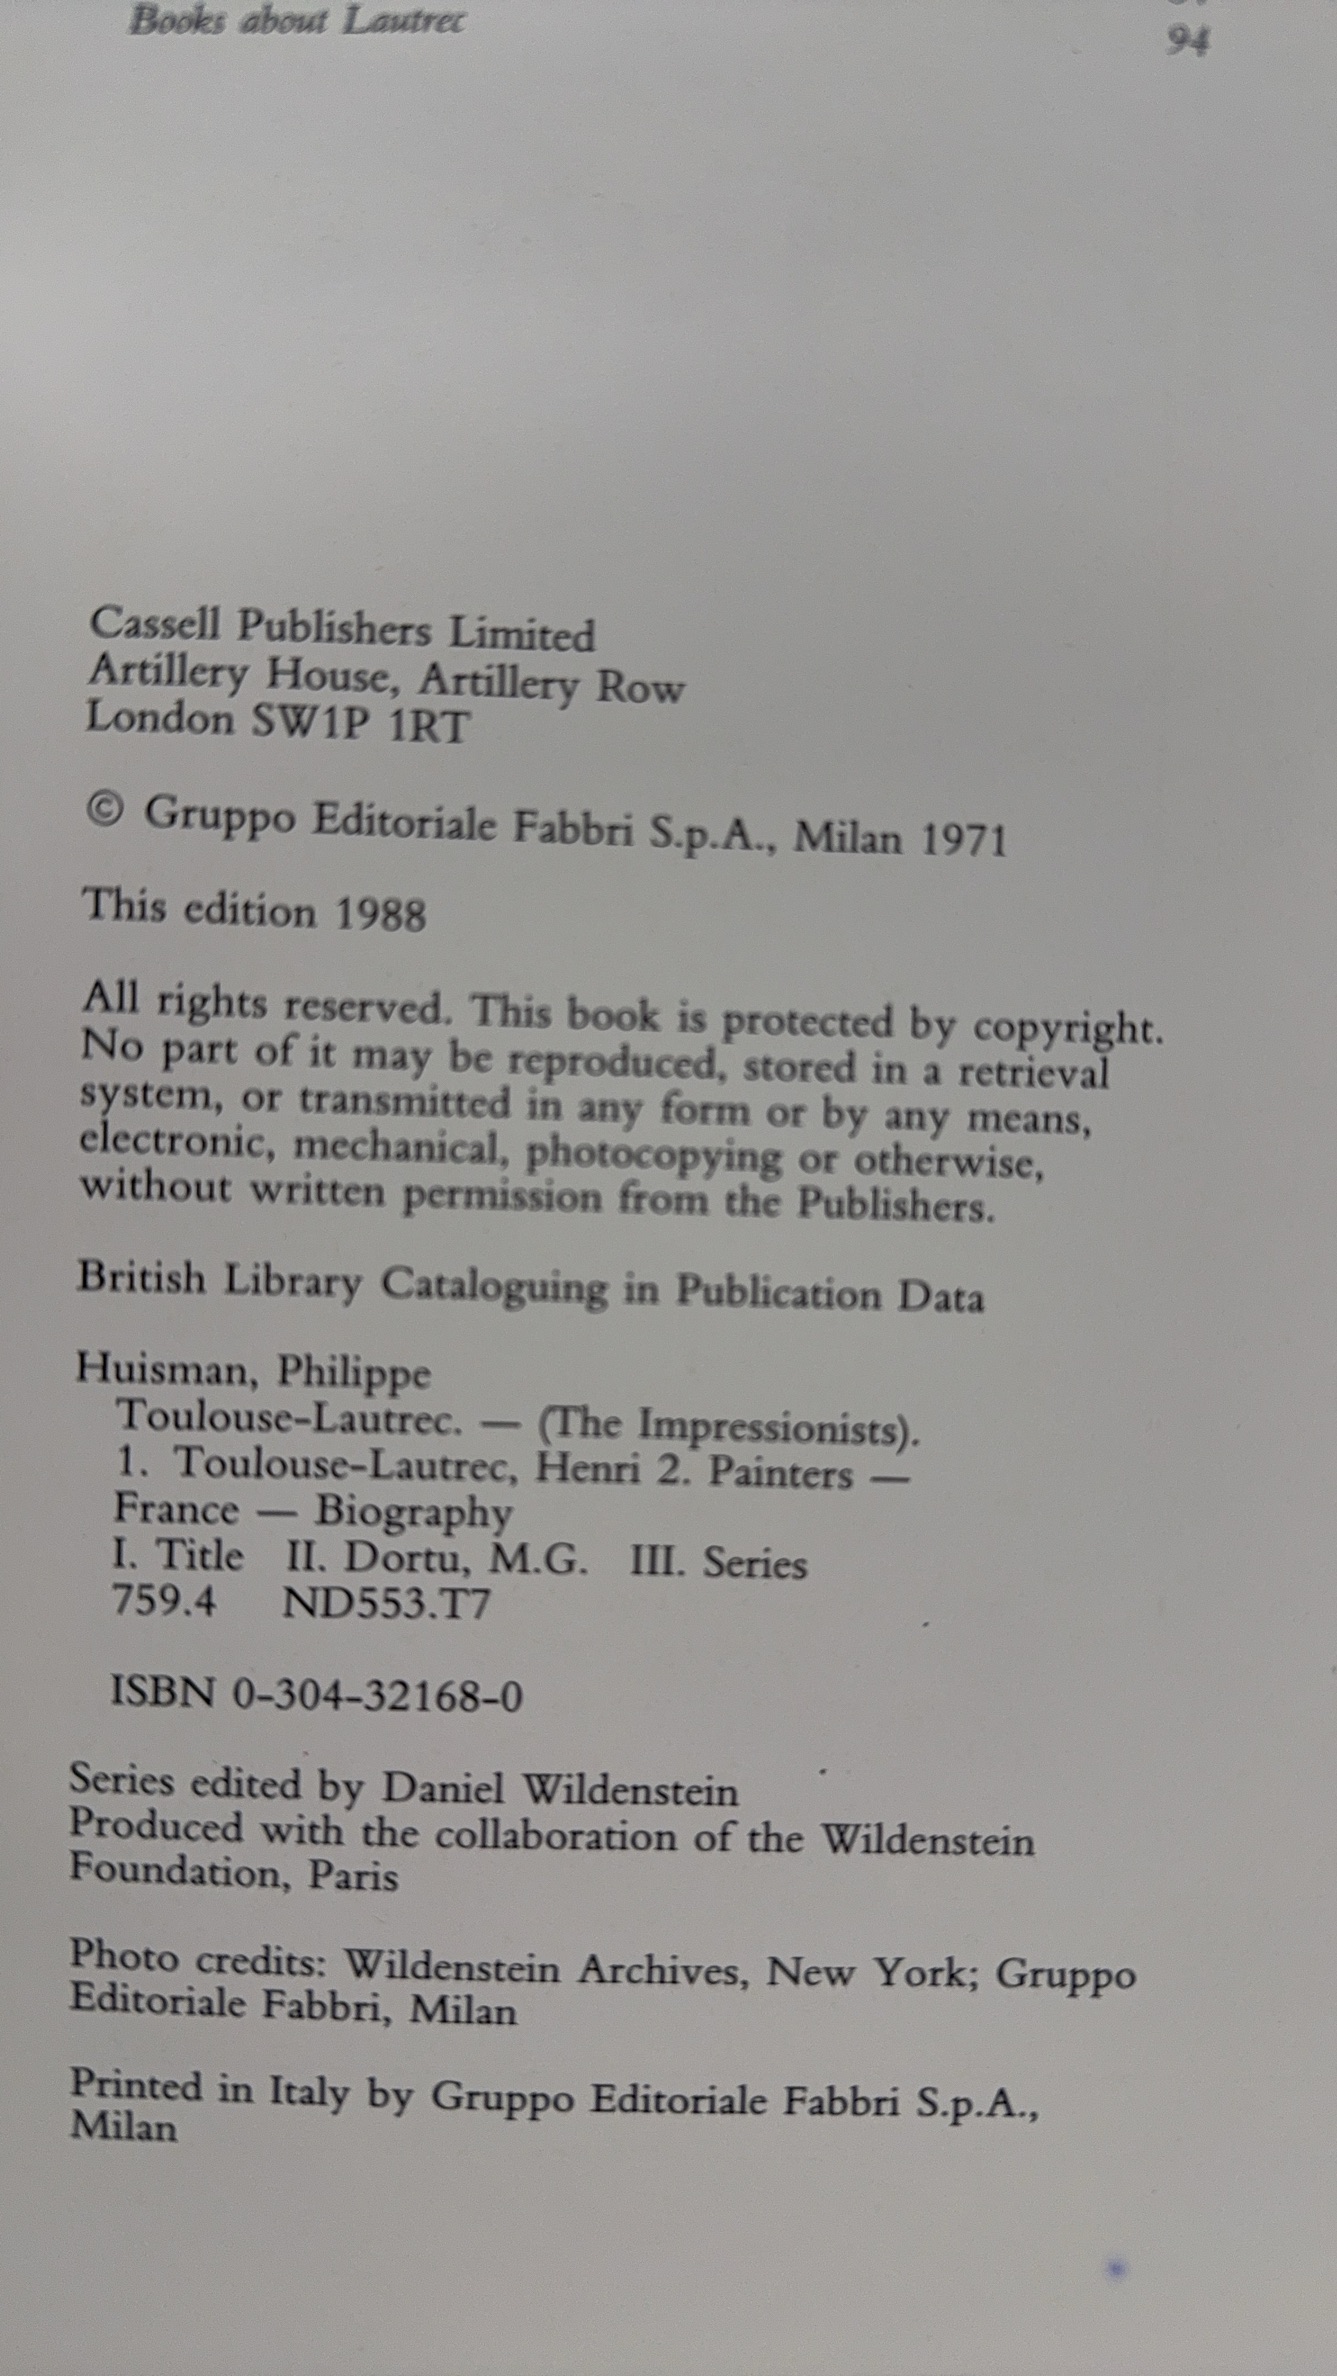 Books about Lautrec 94
Cassell Publishers Limited
Artillery House, Artillery Row
London SW1P 1RT
© Gruppo Editoriale Fabbri S.p.A., Milan 1971
This edition 1988
All rights reserved. This book is protected by copyright.
No part of it may be reproduced, stored in a retrieval
system, or transmitted in any form or by any means,
electronic, mechanical, photocopying or otherwise,
without written permission from the Publishers.
British Library Cataloguing in Publication Data
Huisman, Philippe
Toulouse-Lautrec. — (The Impressionists).
1. Toulouse-Lautrec, Henri 2. Painters —
France — Biography
I. Title II. Dortu, M.G. III. Series
759.4 ND553.T7
ISBN 0-304-32168-0
Series edited by Daniel Wildenstein
Produced with the collaboration of the Wildenstein
Foundation, Paris
Photo credits: Wildenstein Archives, New York; Gruppo
Editoriale Fabbri, Milan
Printed in Italy by Gruppo Editoriale Fabbri S.p.A.,
Milan